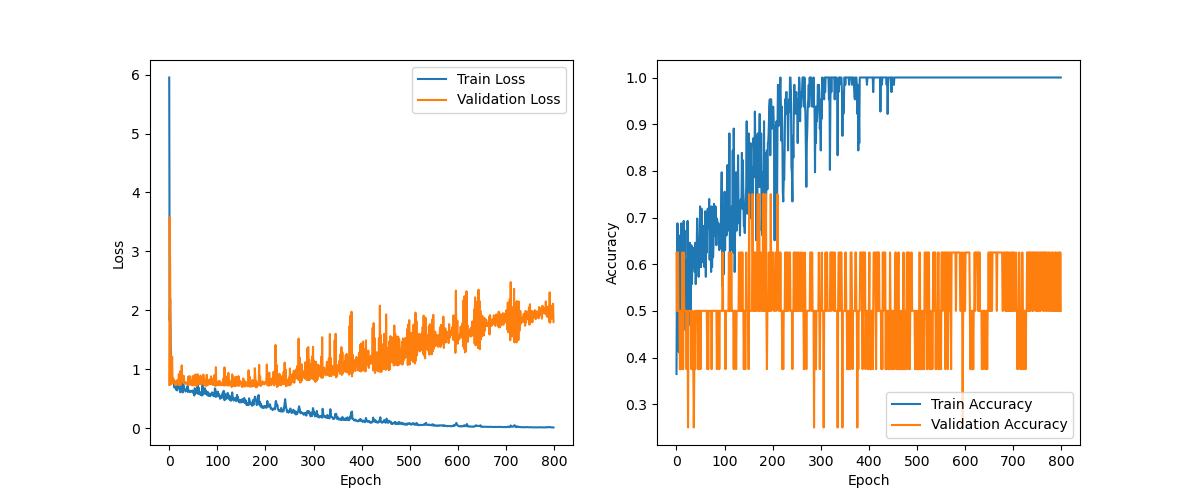 6
5
4
3
2
1
0
0 100 200 300 400 500 600 700 800
Loss
Epoch
Train Loss
Validation Loss
1.0
0.9
0.8
0.7
0.6
0.5
0.4
0.3
0 100 200 300 400 500 600 700 800
Accuracy
Epoch
Train Accuracy
Validation Accuracy